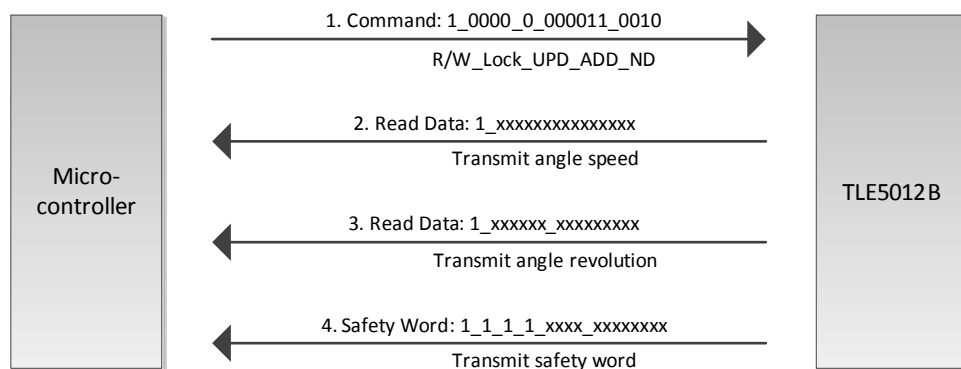 1. Command: 1_0000_0_000011_0010
R/W_Lock_UPD_ADD_ND
2. Read Data: 1_xxxxxxxxxxxxxxx
Transmit angle speed
Micro-
controller
TLE5012B
3. Read Data: 1_xxxxxx_xxxxxxxxx
Transmit angle revolution
4. Safety Word: 1_1_1_1_xxxx_xxxxxxxx
Transmit safety word